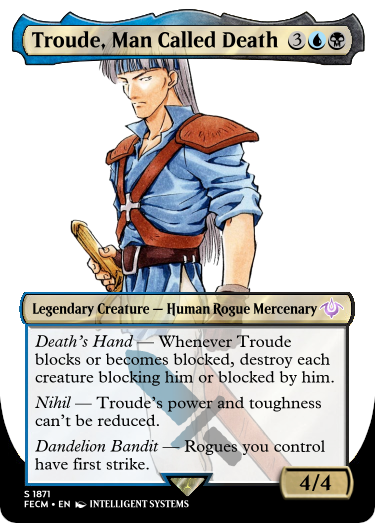 Troude, Man Called Death 3
Legendary Creature — Human Rogue Mercenary
Death's Hand — Whenever Troude
blocks or becomes blocked, destroy each
creature blocking him or blocked by him.
Nihil — Troude's power and toughness
can't be reduced.
Dandelion Bandit — Rogues you control
have first strike.
4/4
S 1871
FECM • EN INTELLIGENT SYSTEMS